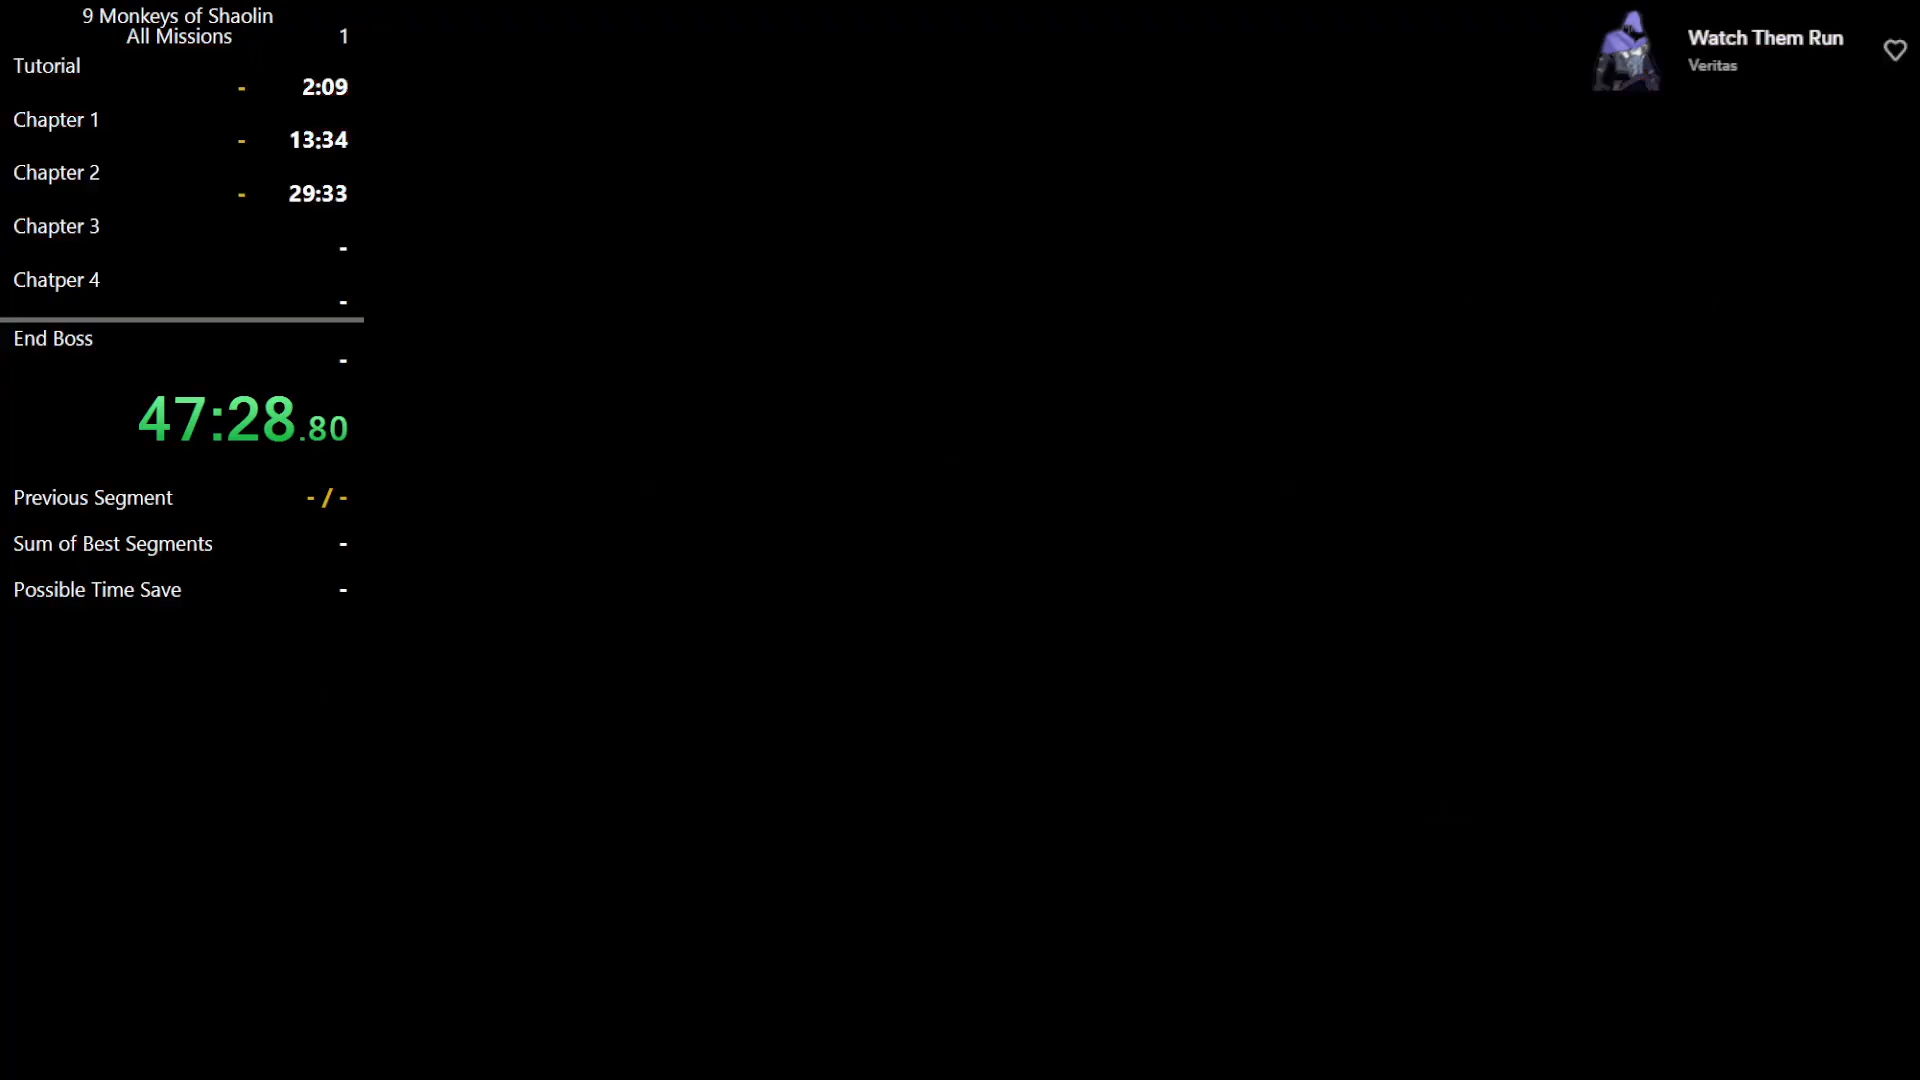 9 Monkeys of Shaolin
All Missions 1
Tutorial
- 2:09
Chapter 1
- 13:34
Chapter 2
- 29:33
Chapter 3
-
Chatper 4
-
End Boss
-
47:28.80
Previous Segment - / -
Sum of Best Segments -
Possible Time Save -
Watch Them Run
Veritas